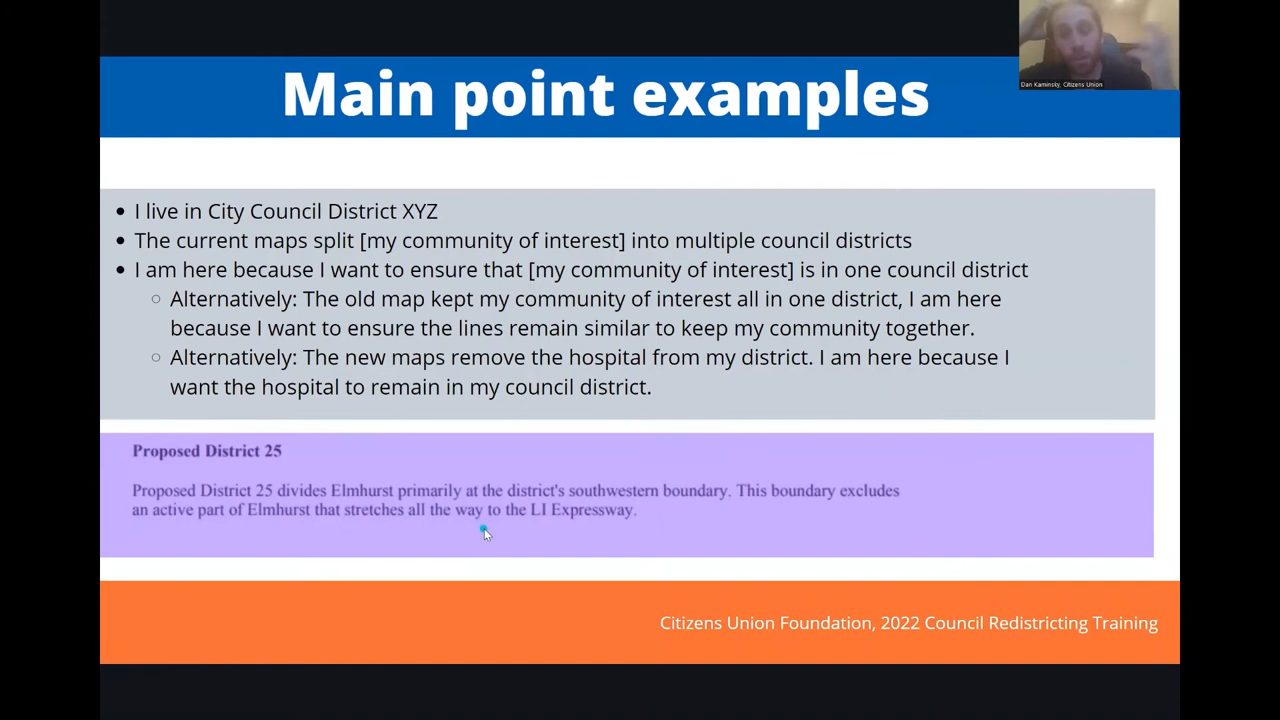 Main point examples
Dan Kaminsky, Citizens Union
• I live in City Council District XYZ
• The current maps split [my community of interest] into multiple council districts
• I am here because I want to ensure that [my community of interest] is in one council district
○ Alternatively: The old map kept my community of interest all in one district, I am here
because I want to ensure the lines remain similar to keep my community together.
○ Alternatively: The new maps remove the hospital from my district. I am here because I
want the hospital to remain in my council district.
Proposed District 25
Proposed District 25 divides Elmhurst primarily at the district's southwestern boundary. This boundary excludes
an active part of Elmhurst that stretches all the way to the LI Expressway.
Citizens Union Foundation, 2022 Council Redistricting Training